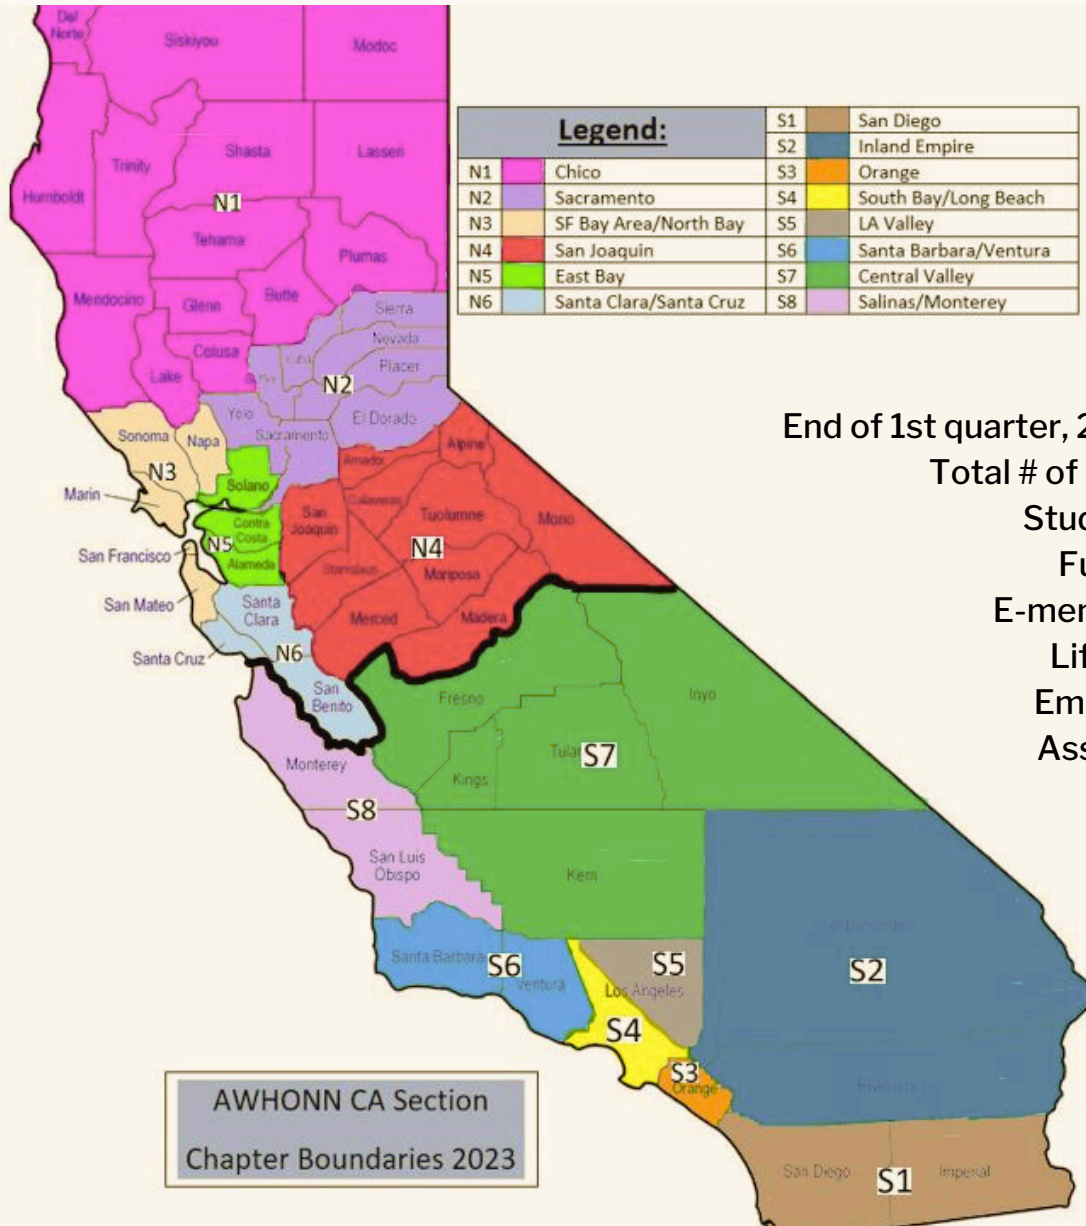 Del
Norte
Siskiyou
Modoc
Humboldt
Trinity
Shasta
Lassen
N1
Tehama
Plumas
Mendocino
Glenn
Butte
Colusa
Lake
Legend:
N1 Chico
N2 Sacramento
N3 SF Bay Area/North Bay
N4 San Joaquin
N5 East Bay
N6 Santa Clara/Santa Cruz
S1 San Diego
S2 Inland Empire
S3 Orange
S4 South Bay/Long Beach
S5 LA Valley
S6 Santa Barbara/Ventura
S7 Central Valley
S8 Salinas/Monterey
Sierra
Nevada
Placer
N2
El Dorado
Yolo
Sacramento
Sonoma
Napa
N3
Marin
Solano
Contra
Costa
N5
Alameda
San Francisco
San Mateo
Santa Cruz
Santa
Clara
N6
San
Benito
Amador
Alpine
Calaveras
San
Joaquin
Tuolumne
Mono
N4
Stanislaus
Mariposa
Merced
Madera
End of 1st quarter, 2
Total # of
Stud
Fu
E-mer
Lif
Em
Ass
Fresno
Inyo
S7
Kings
Monterey
S8
San Luis
Obispo
Kern
Santa Barbara
S6
Ventura
S5
Los Angeles
S4
S3
Orange
S2
San Diego
S1
Imperial
AWHONN CA Section
Chapter Boundaries 2023